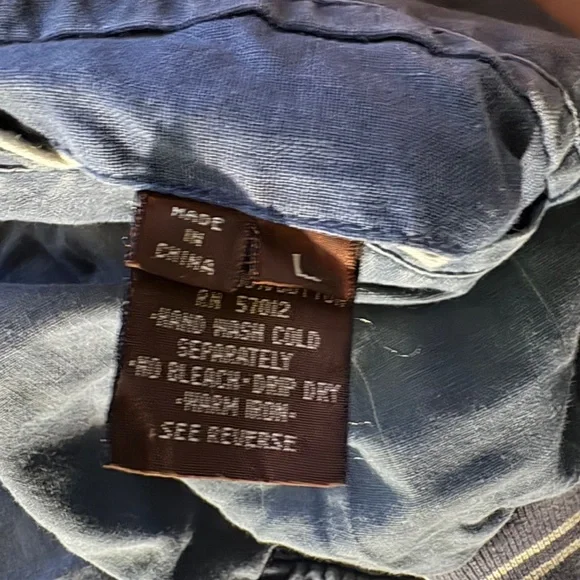 MADE
IN
CHINA
L
RN 57012
-HAND WASH COLD
SEPARATELY
-NO BLEACH-DRIP DRY
-WARM IRON-
SEE REVERSE